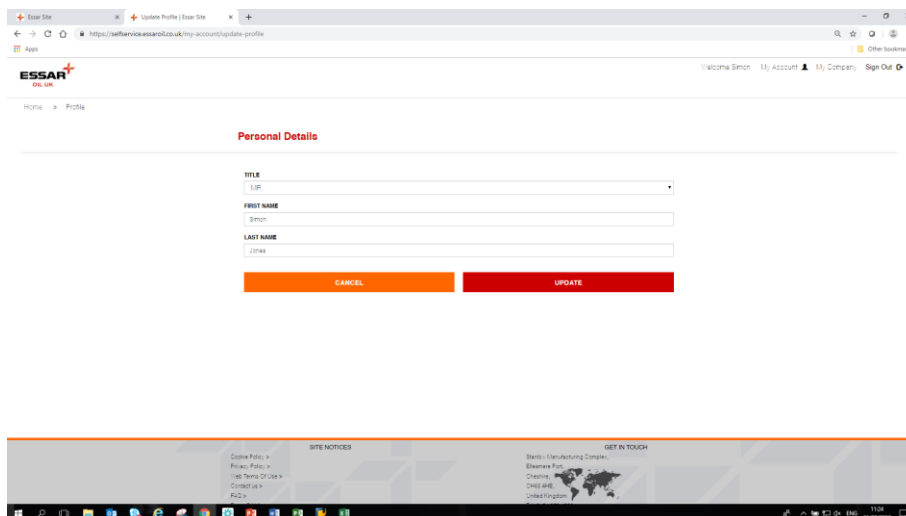 Essar Site
Update Profile | Essar Site
https://selfservice.essaroil.co.uk/my-account/update-profile
Apps
Other bookma
ESSAR
OIL UK
Welcome Simon My Account My Company Sign Out
Home > Profile
Personal Details
TITLE
MR.
FIRST NAME
Simon
LAST NAME
Jones
CANCEL
UPDATE
SITE NOTICES
Cookie Policy >
Privacy Policy >
Web Terms Of Use >
Contact us >
FAQ >
GET IN TOUCH
Stanlow Manufacturing Complex,
Ellesmere Port,
Cheshire,
CH65 4HB,
United Kingdom
ENG
11:24